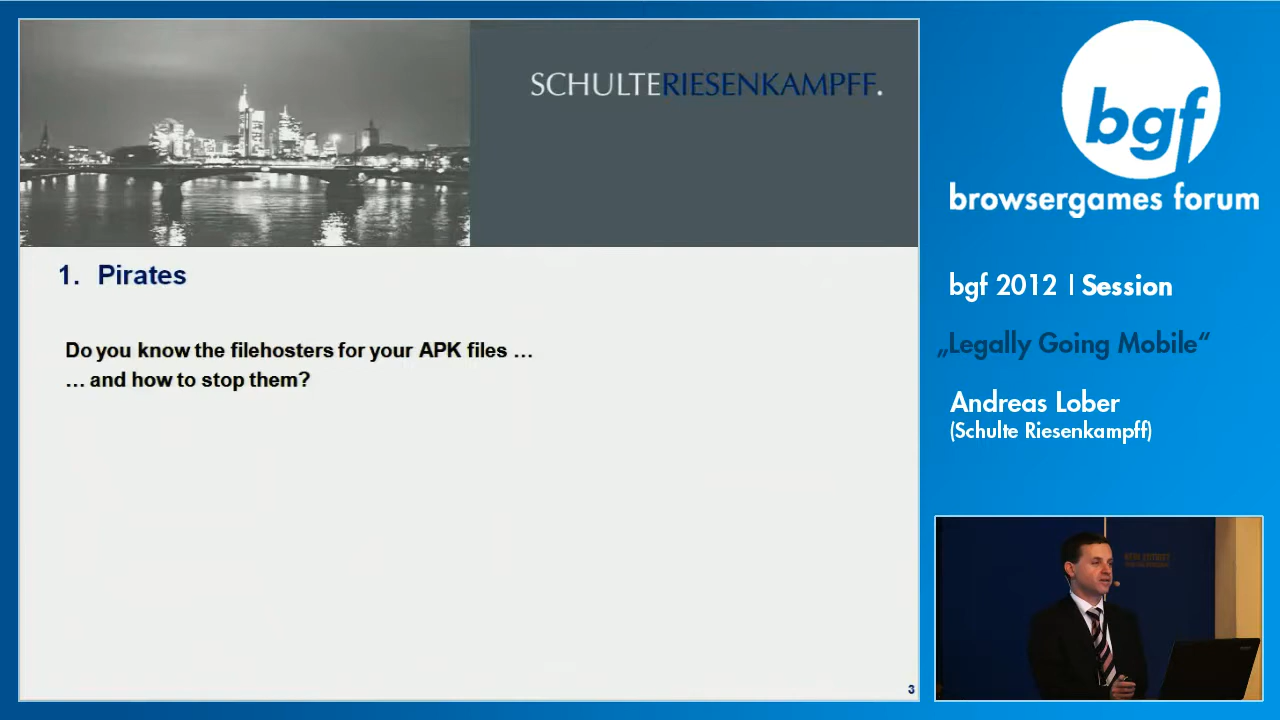 SCHULTERIESENKAMPFF.
1. Pirates
Do you know the filehosters for your APK files …
… and how to stop them?
3
bgf
browsergames forum
bgf 2012 | Session
„Legally Going Mobile“
Andreas Lober
(Schulte Riesenkampff)